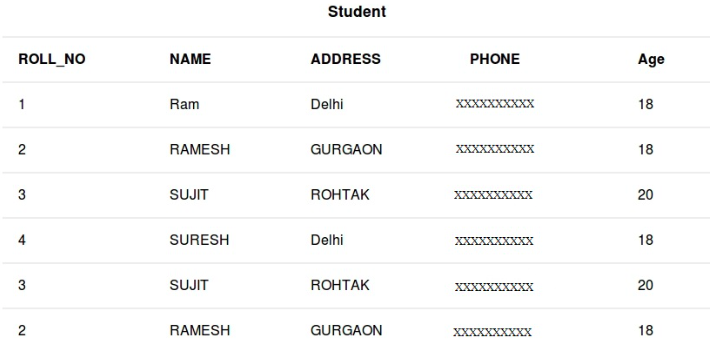 Student
ROLL_NO NAME ADDRESS PHONE Age
1 Ram Delhi XXXXXXXXXX 18
2 RAMESH GURGAON XXXXXXXXXX 18
3 SUJIT ROHTAK XXXXXXXXXX 20
4 SURESH Delhi XXXXXXXXXX 18
3 SUJIT ROHTAK XXXXXXXXXX 20
2 RAMESH GURGAON XXXXXXXXXX 18